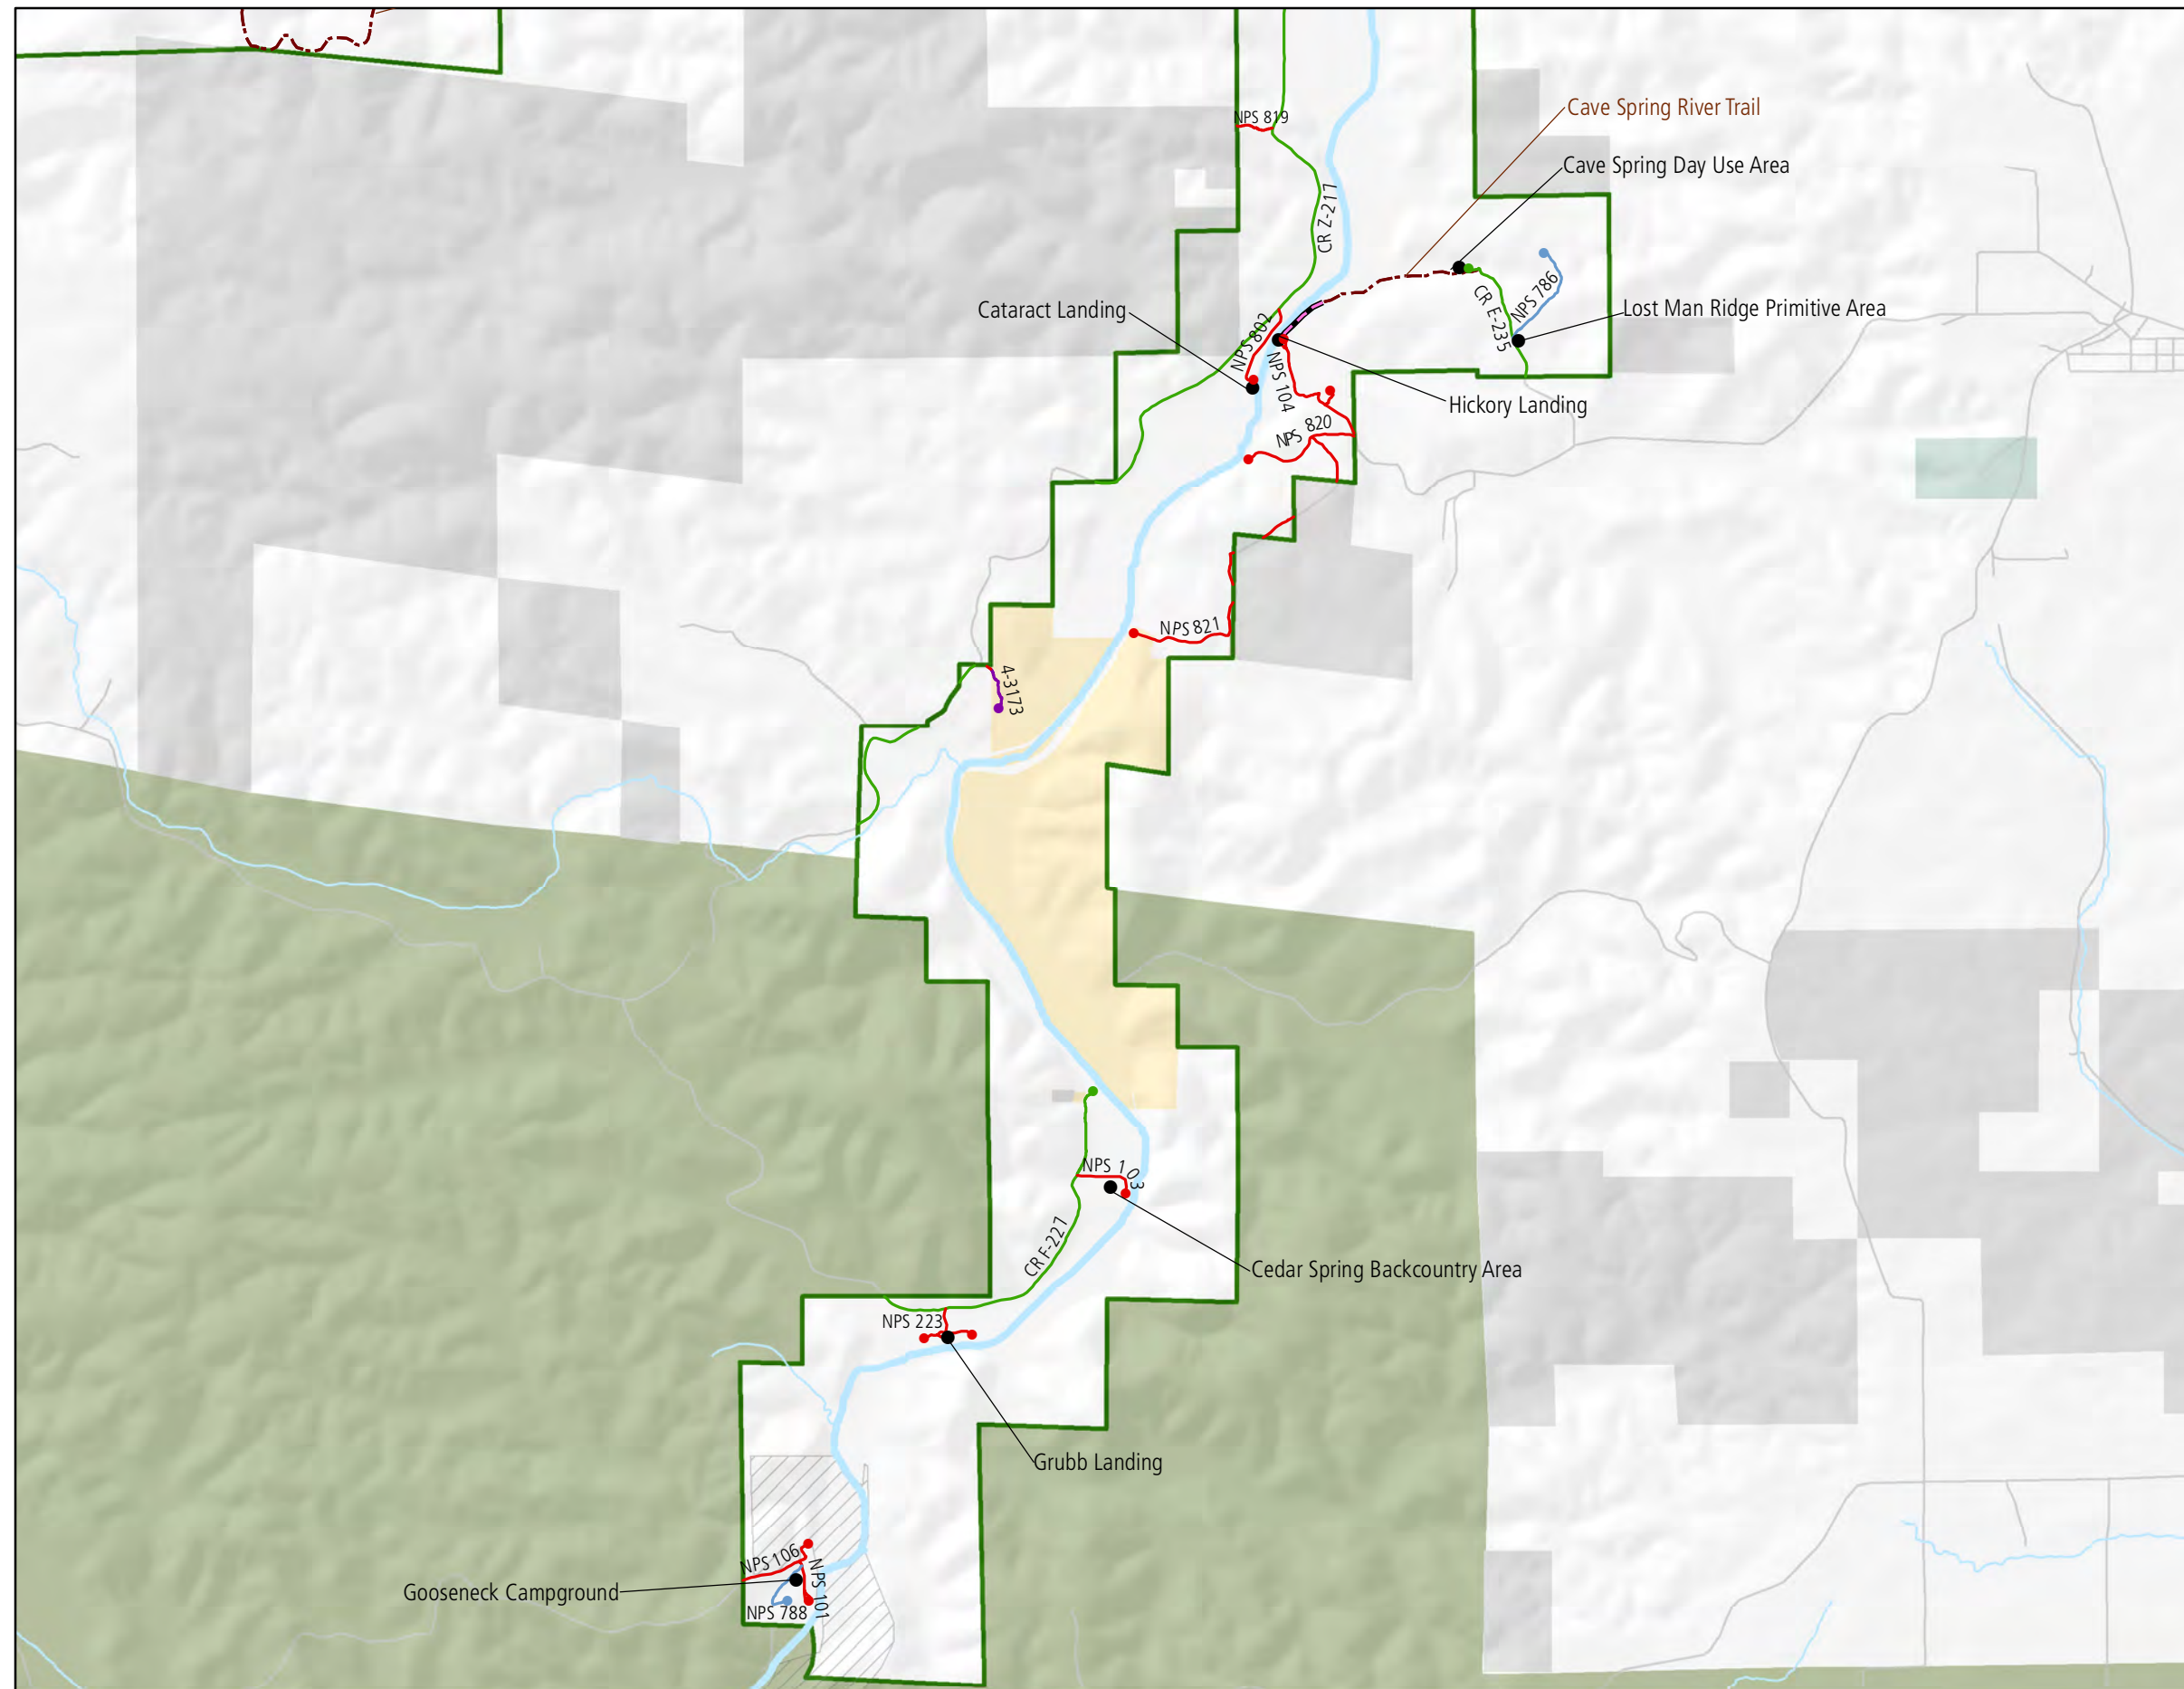 NPS 819
Cave Spring River Trail
Cave Spring Day Use Area
CR Z-217
NPS 786
CR E-235
Lost Man Ridge Primitive Area
Cataract Landing
NPS 802
NPS 104
Hickory Landing
NPS 820
NPS 821
4-3173
NPS 103
CR F-227
Cedar Spring Backcountry Area
NPS 223
Grubb Landing
NPS 106
NPS 101
Gooseneck Campground
NPS 788